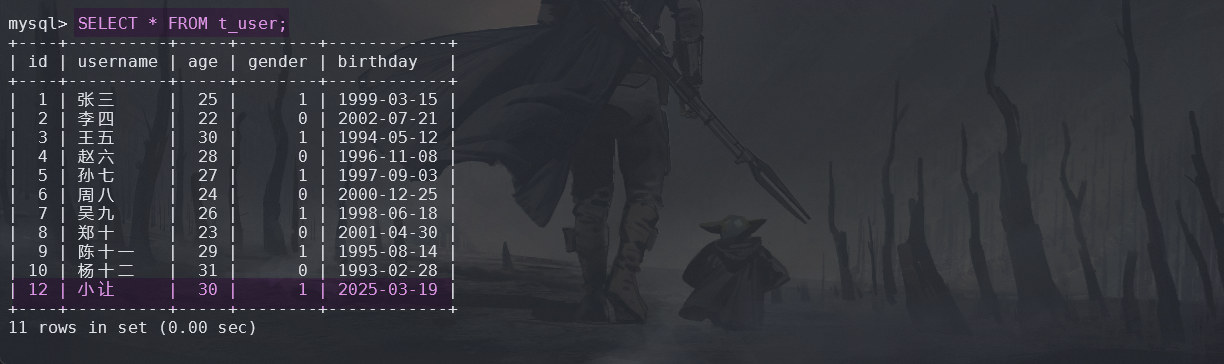 mysql> SELECT * FROM t_user;
+----+----------+-----+--------+------------+
| id | username | age | gender | birthday   |
+----+----------+-----+--------+------------+
|  1 | 张三     |  25 |      1 | 1999-03-15 |
|  2 | 李四     |  22 |      0 | 2002-07-21 |
|  3 | 王五     |  30 |      1 | 1994-05-12 |
|  4 | 赵六     |  28 |      0 | 1996-11-08 |
|  5 | 孙七     |  27 |      1 | 1997-09-03 |
|  6 | 周八     |  24 |      0 | 2000-12-25 |
|  7 | 吴九     |  26 |      1 | 1998-06-18 |
|  8 | 郑十     |  23 |      0 | 2001-04-30 |
|  9 | 陈十一   |  29 |      1 | 1995-08-14 |
| 10 | 杨十二   |  31 |      0 | 1993-02-28 |
| 12 | 小让     |  30 |      1 | 2025-03-19 |
+----+----------+-----+--------+------------+
11 rows in set (0.00 sec)